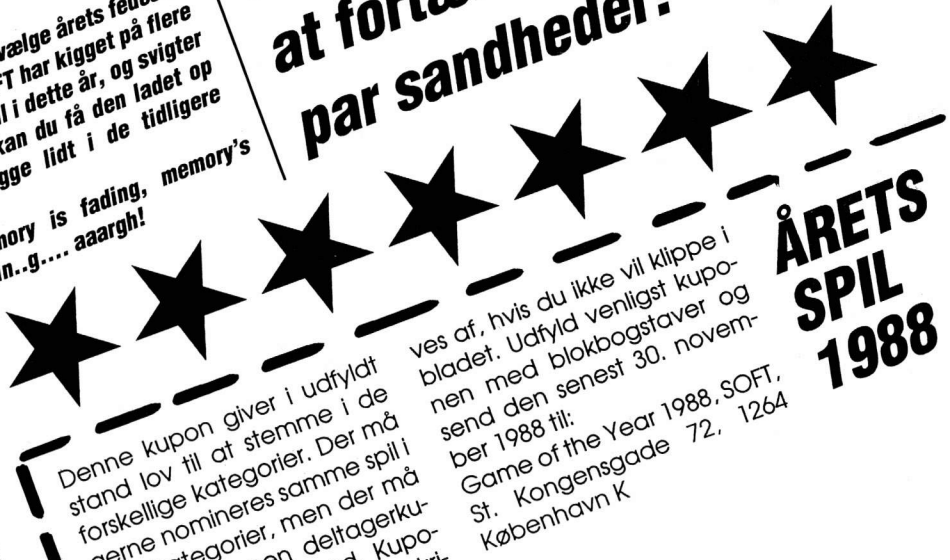 vælge årets
har kigget på flere
i dette år, og svigter
kan du få den ladet op
lidt i de tidligere
is fading, memory's
aaargh!
at
par sandheder.
Denne kupon giver i udfyldt
stand lov til at stemme i de
forskellige kategorier. Der må
gerne nomineres samme spil i
men der må
ves af, hvis du ikke vil klippe i
bladet. Udfyld venligst kupo-
nen med blokbogstaver og
send den senest 30. novem-
ber 1988 til:
Game of the Year 1988, SOFT,
St. Kongensgade 72, 1264
København K
ÅRETS
SPIL
1988